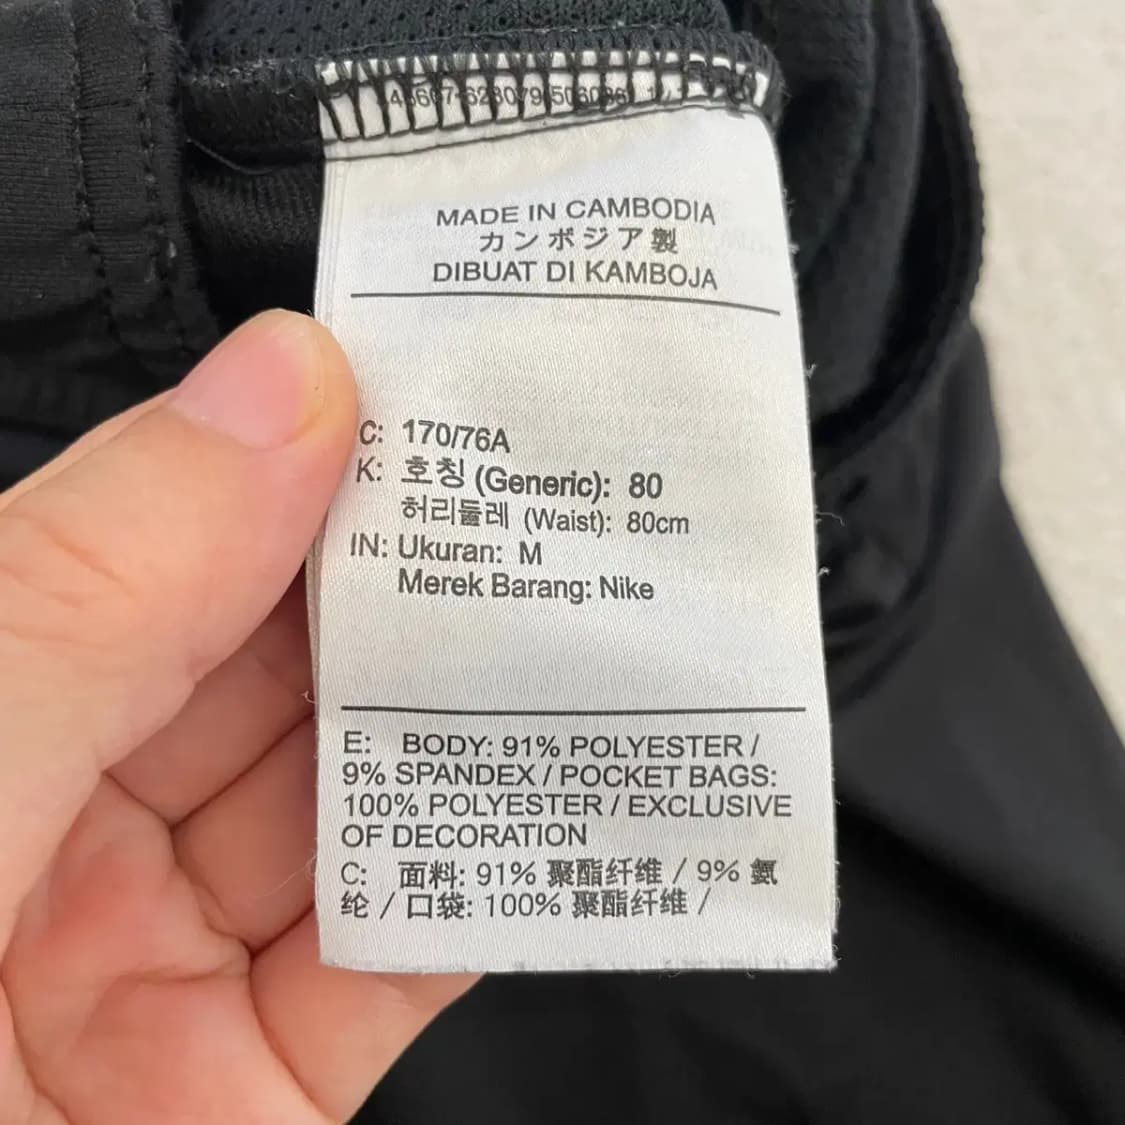 MADE IN CAMBODIA
カンボジア製
DIBUAT DI KAMBOJA
C: 170/76A
K: 호칭 (Generic): 80
허리둘레 (Waist): 80cm
IN: Ukuran: M
Merek Barang: Nike
E: BODY: 91% POLYESTER /
9% SPANDEX / POCKET BAGS:
100% POLYESTER / EXCLUSIVE
OF DECORATION
C: 面料: 91% 聚酯纤维 / 9% 氨
纶 / 口袋: 100% 聚酯纤维 /